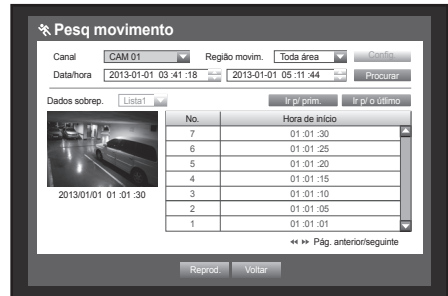 Pesq movimento
Canal CAM 01 Região movim. Toda área Config.
Data/hora 2013-01-01 03 :41 :18 2013-01-01 05 :11 :44 Procurar
Dados sobrep. Lista1 Ir p/ prim. Ir p/ o útlimo
No. Hora de início
7 01 :01 :30
6 01 :01 :25
5 01 :01 :20
4 01 :01 :15
3 01 :01 :10
2 01 :01 :05
1 01 :01 :01
2013/01/01 01 :01 :30
Pág. anterior/seguinte
Reprod. Voltar